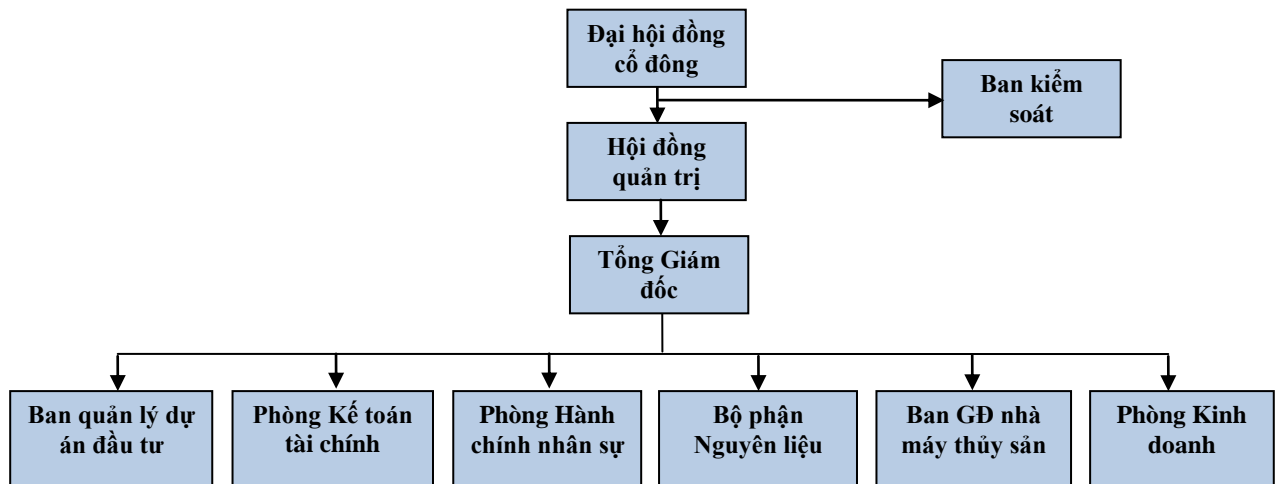 Đại hội đồng
cổ đông
Ban kiểm
soát
Hội đồng
quản trị
Tổng Giám
đốc
Ban quản lý dự
án đầu tư
Phòng Kế toán
tài chính
Phòng Hành
chính nhân sự
Bộ phận
Nguyên liệu
Ban GĐ nhà
máy thủy sản
Phòng Kinh
doanh